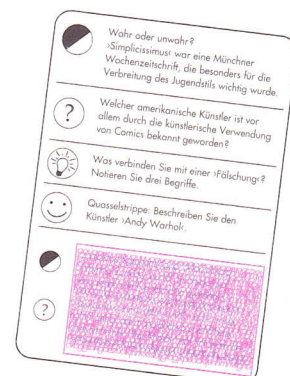 Wahr oder unwahr?
›Simplicissimus‹ war eine Münchner
Wochenzeitschrift, die besonders für die
Verbreitung des Jugendstils wichtig wurde.
?
Welcher amerikanische Künstler ist vor
allem durch die künstlerische Verwendung
von Comics bekannt geworden?
Was verbinden Sie mit einer ›Fälschung‹?
Notieren Sie drei Begriffe.
Quasselstrippe: Beschreiben Sie den
Künstler ›Andy Warhol‹.
?